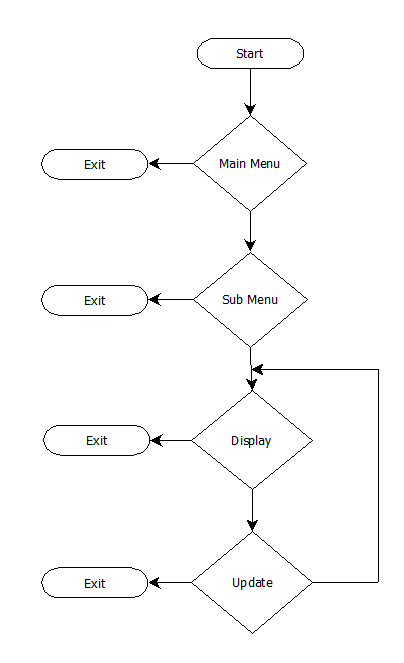 Start
Exit
Main Menu
Exit
Sub Menu
Exit
Display
Exit
Update